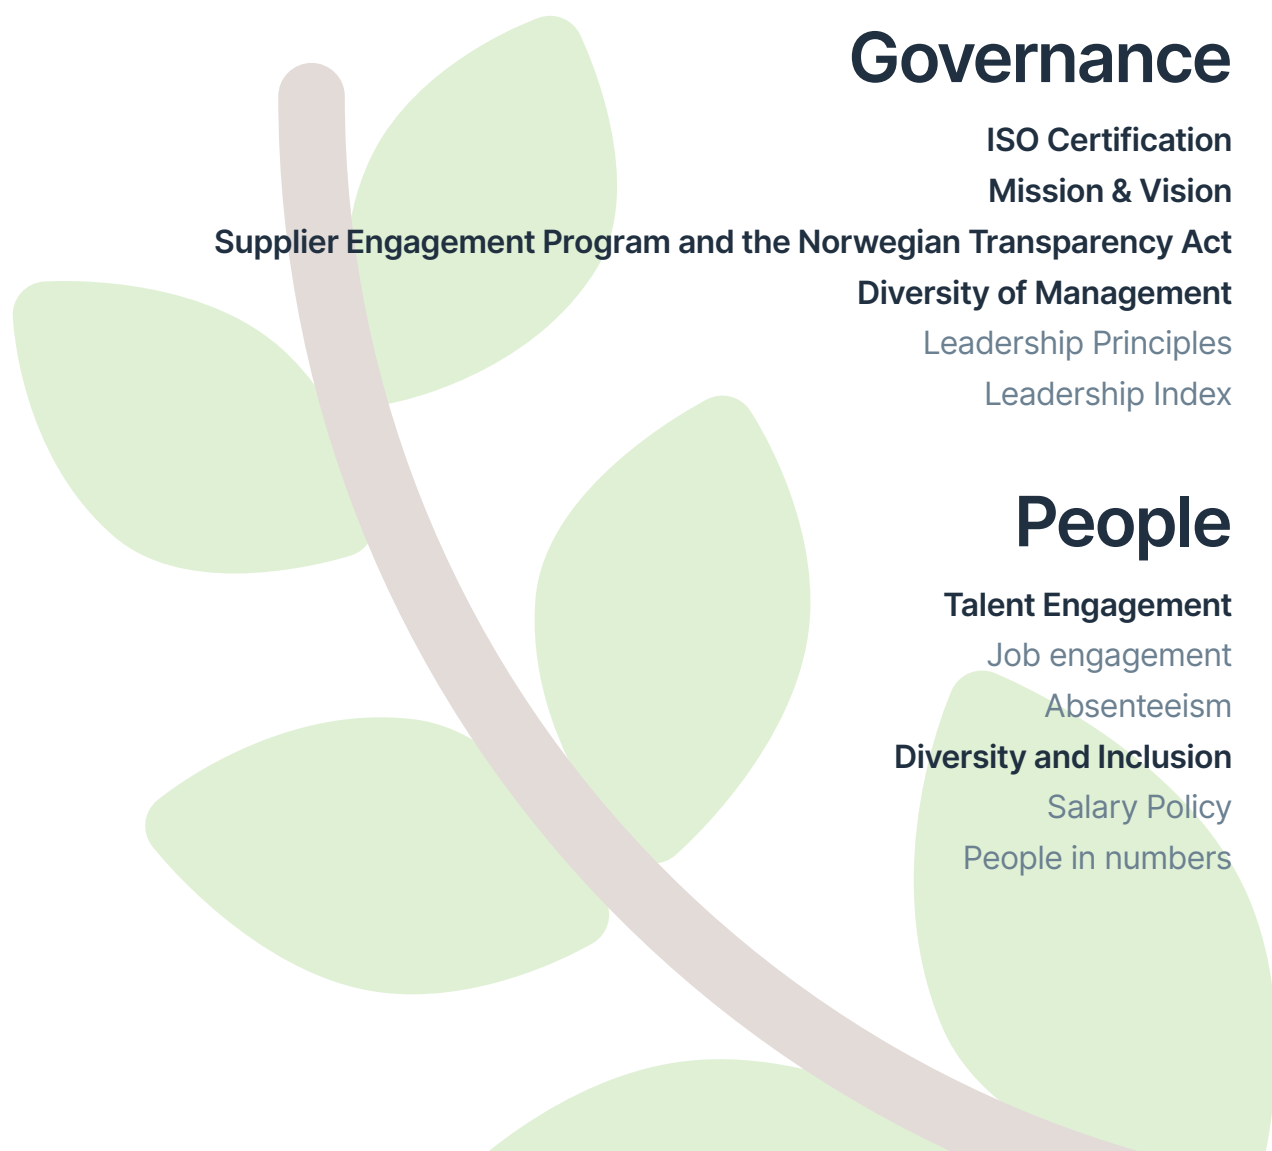 Governance
ISO Certification
Mission & Vision
Supplier Engagement Program and the Norwegian Transparency Act
Diversity of Management
Leadership Principles
Leadership Index
People
Talent Engagement
Job engagement
Absenteeism
Diversity and Inclusion
Salary Policy
People in numbers